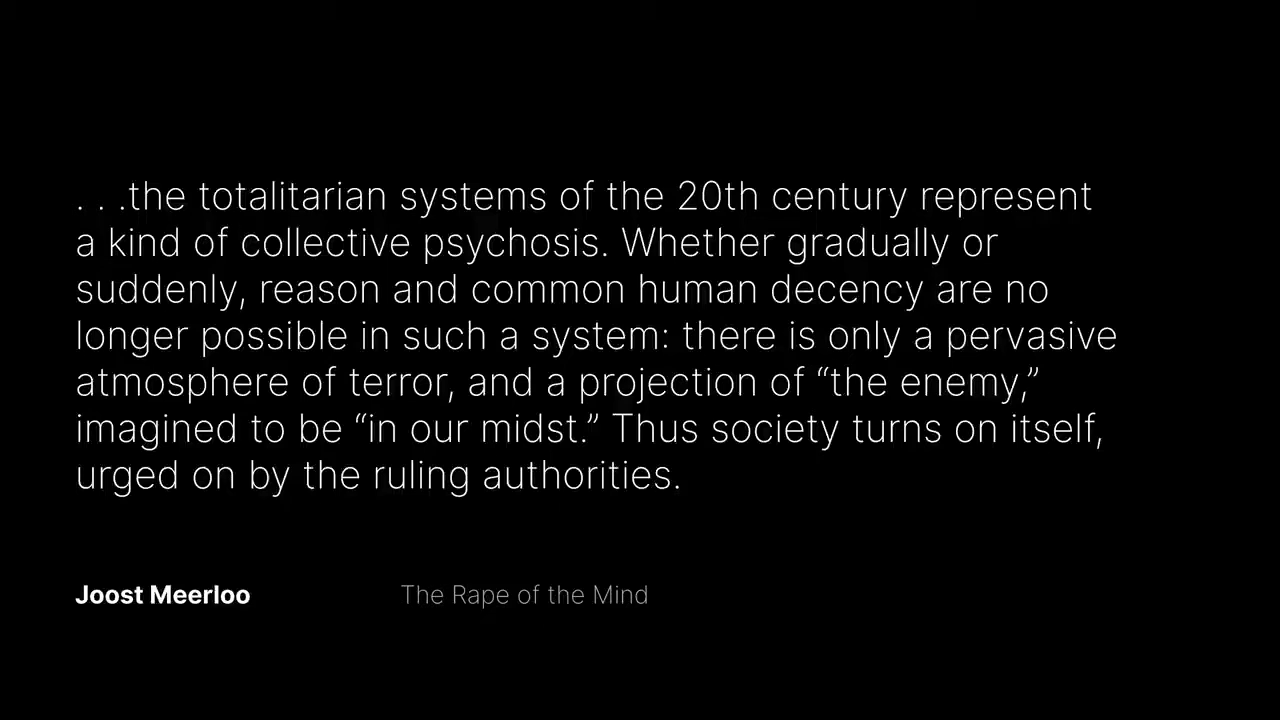 . . .the totalitarian systems of the 20th century represent
a kind of collective psychosis. Whether gradually or
suddenly, reason and common human decency are no
longer possible in such a system: there is only a pervasive
atmosphere of terror, and a projection of “the enemy,”
imagined to be “in our midst.” Thus society turns on itself,
urged on by the ruling authorities.
Joost Meerloo The Rape of the Mind